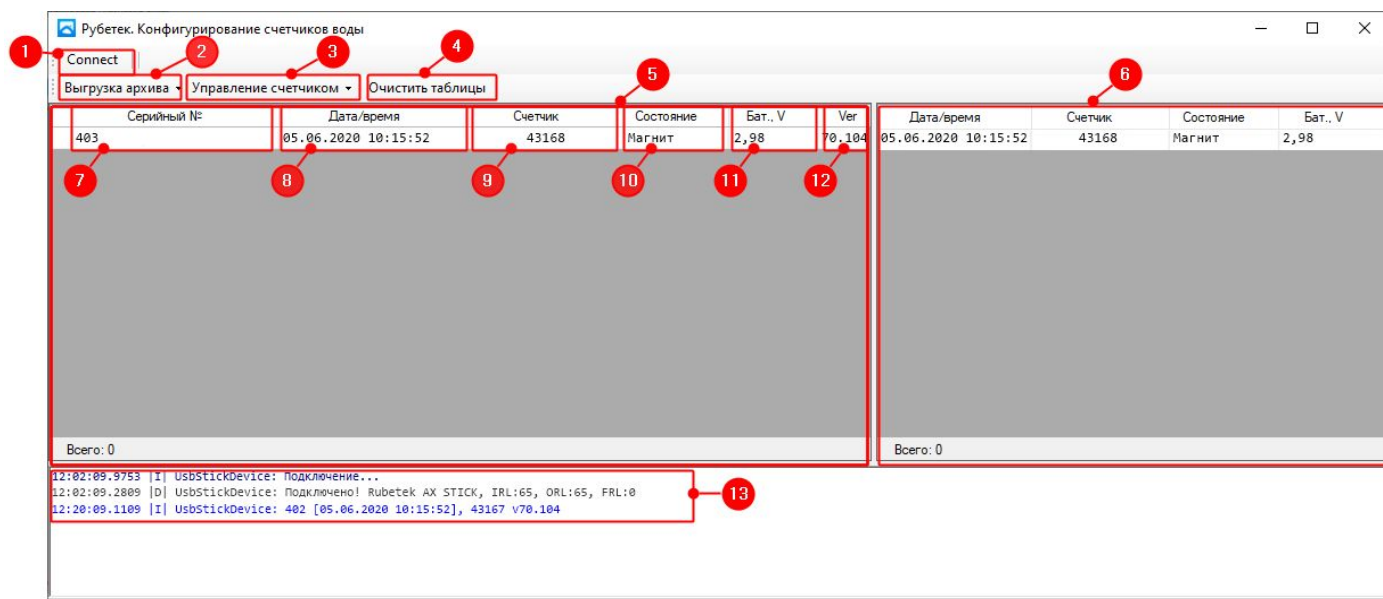 Рубетек. Конфигурирование счетчиков воды
1 2 3 4
Connect
5 6
Выгрузка архива Управление счетчиком Очистить таблицы
Серийный № Дата/время Счетчик Состояние Бат., V Ver Дата/время Счетчик Состояние Бат., V
403 05.06.2020 10:15:52 43168 Магнит 2,98 70.104 05.06.2020 10:15:52 43168 Магнит 2,98
7 8 9 10 11 12
Всего: 0 Всего: 0
12:02:09.9753 |I| UsbStickDevice: Подключение...
12:02:09.2809 |D| UsbStickDevice: Подключено! Rubetek AX STICK, IRL:65, ORL:65, FRL:0
13
12:20:09.1109 |I| UsbStickDevice: 402 [05.06.2020 10:15:52], 43167 v70.104